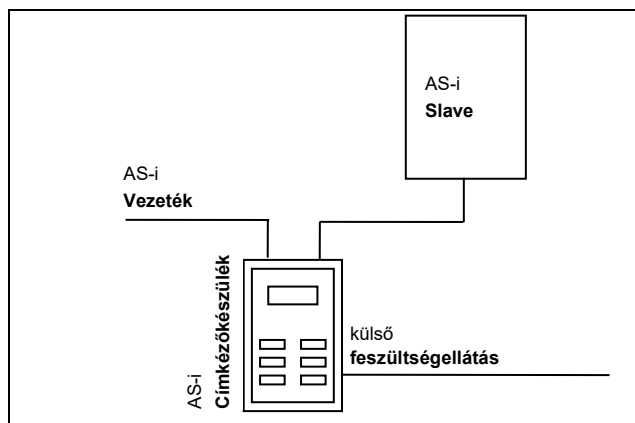 AS-i
Slave
AS-i
Vezeték
AS-i
Címkézőkészülék
külső
feszültségellátás